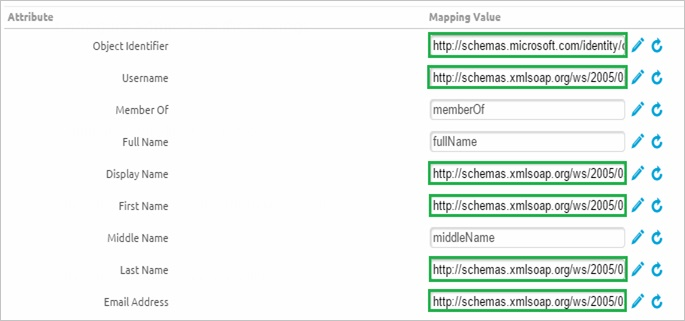 Attribute Mapping Value
Object Identifier http://schemas.microsoft.com/identity/c
Username http://schemas.xmlsoap.org/ws/2005/0
Member Of memberOf
Full Name fullName
Display Name http://schemas.xmlsoap.org/ws/2005/0
First Name http://schemas.xmlsoap.org/ws/2005/0
Middle Name middleName
Last Name http://schemas.xmlsoap.org/ws/2005/0
Email Address http://schemas.xmlsoap.org/ws/2005/0